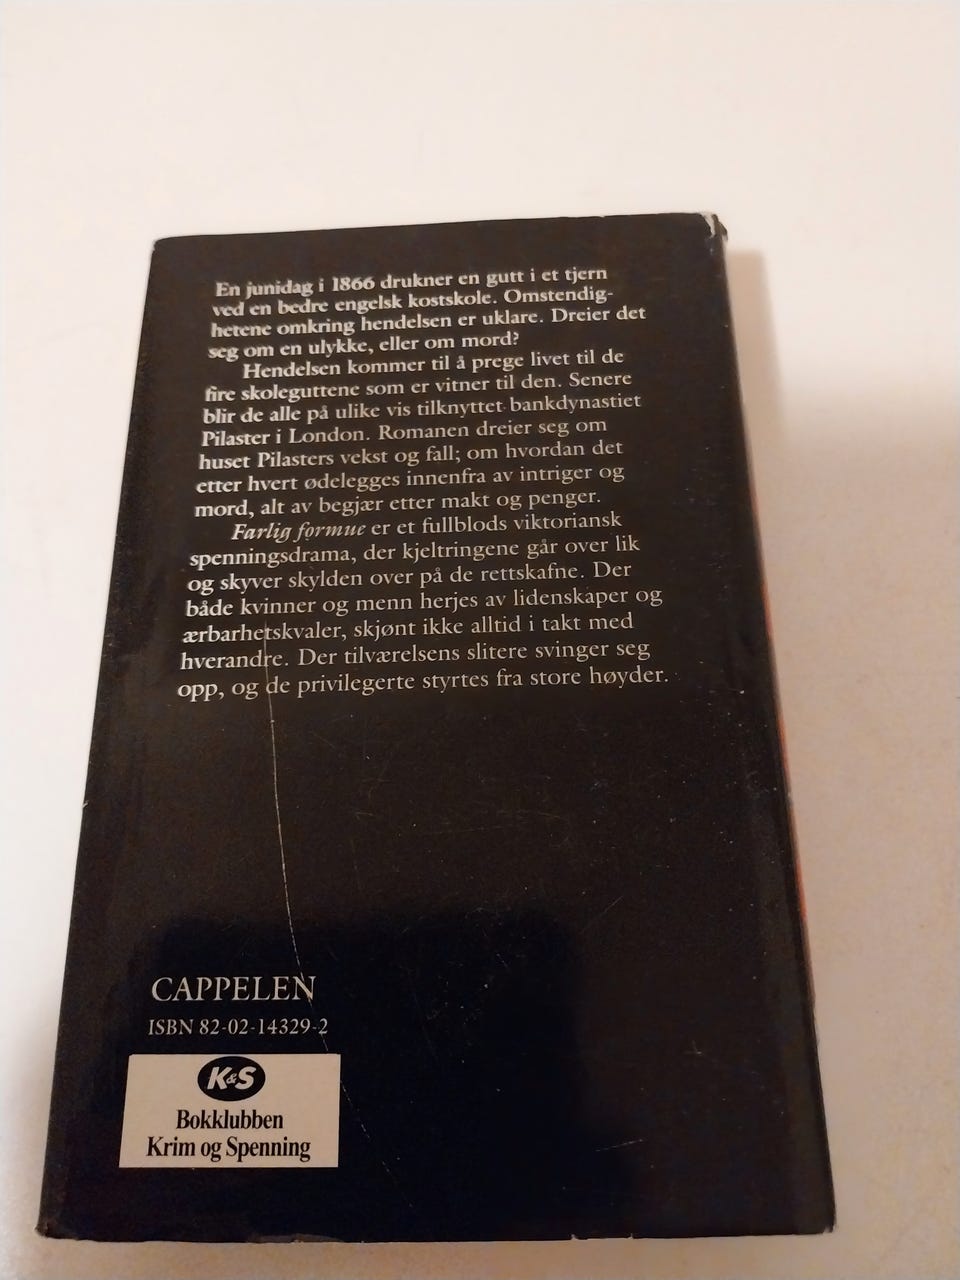 En junidag i 1866 drukner en gutt i et tjern
ved en bedre engelsk kostskole. Omstendig-
hetene omkring hendelsen er uklare. Dreier det
seg om en ulykke, eller om mord?
Hendelsen kommer til å prege livet til de
fire skoleguttene som er vitner til den. Senere
blir de alle på ulike vis tilknyttet bankdynastiet
Pilaster i London. Romanen dreier seg om
huset Pilasters vekst og fall; om hvordan det
etter hvert ødelegges innenfra av intriger og
mord, alt av begjær etter makt og penger.
Farlig formue er et fullblods viktoriansk
spenningsdrama, der kjeltringene går over lik
og skyver skylden over på de rettskafne. Der
både kvinner og menn herjes av lidenskaper og
ærbarhetskvaler, skjønt ikke alltid i takt med
hverandre. Der tilværelsens slitere svinger seg
opp, og de privilegerte styrtes fra store høyder.
CAPPELEN
ISBN 82-02-14329-2
K&S
Bokklubben
Krim og Spenning